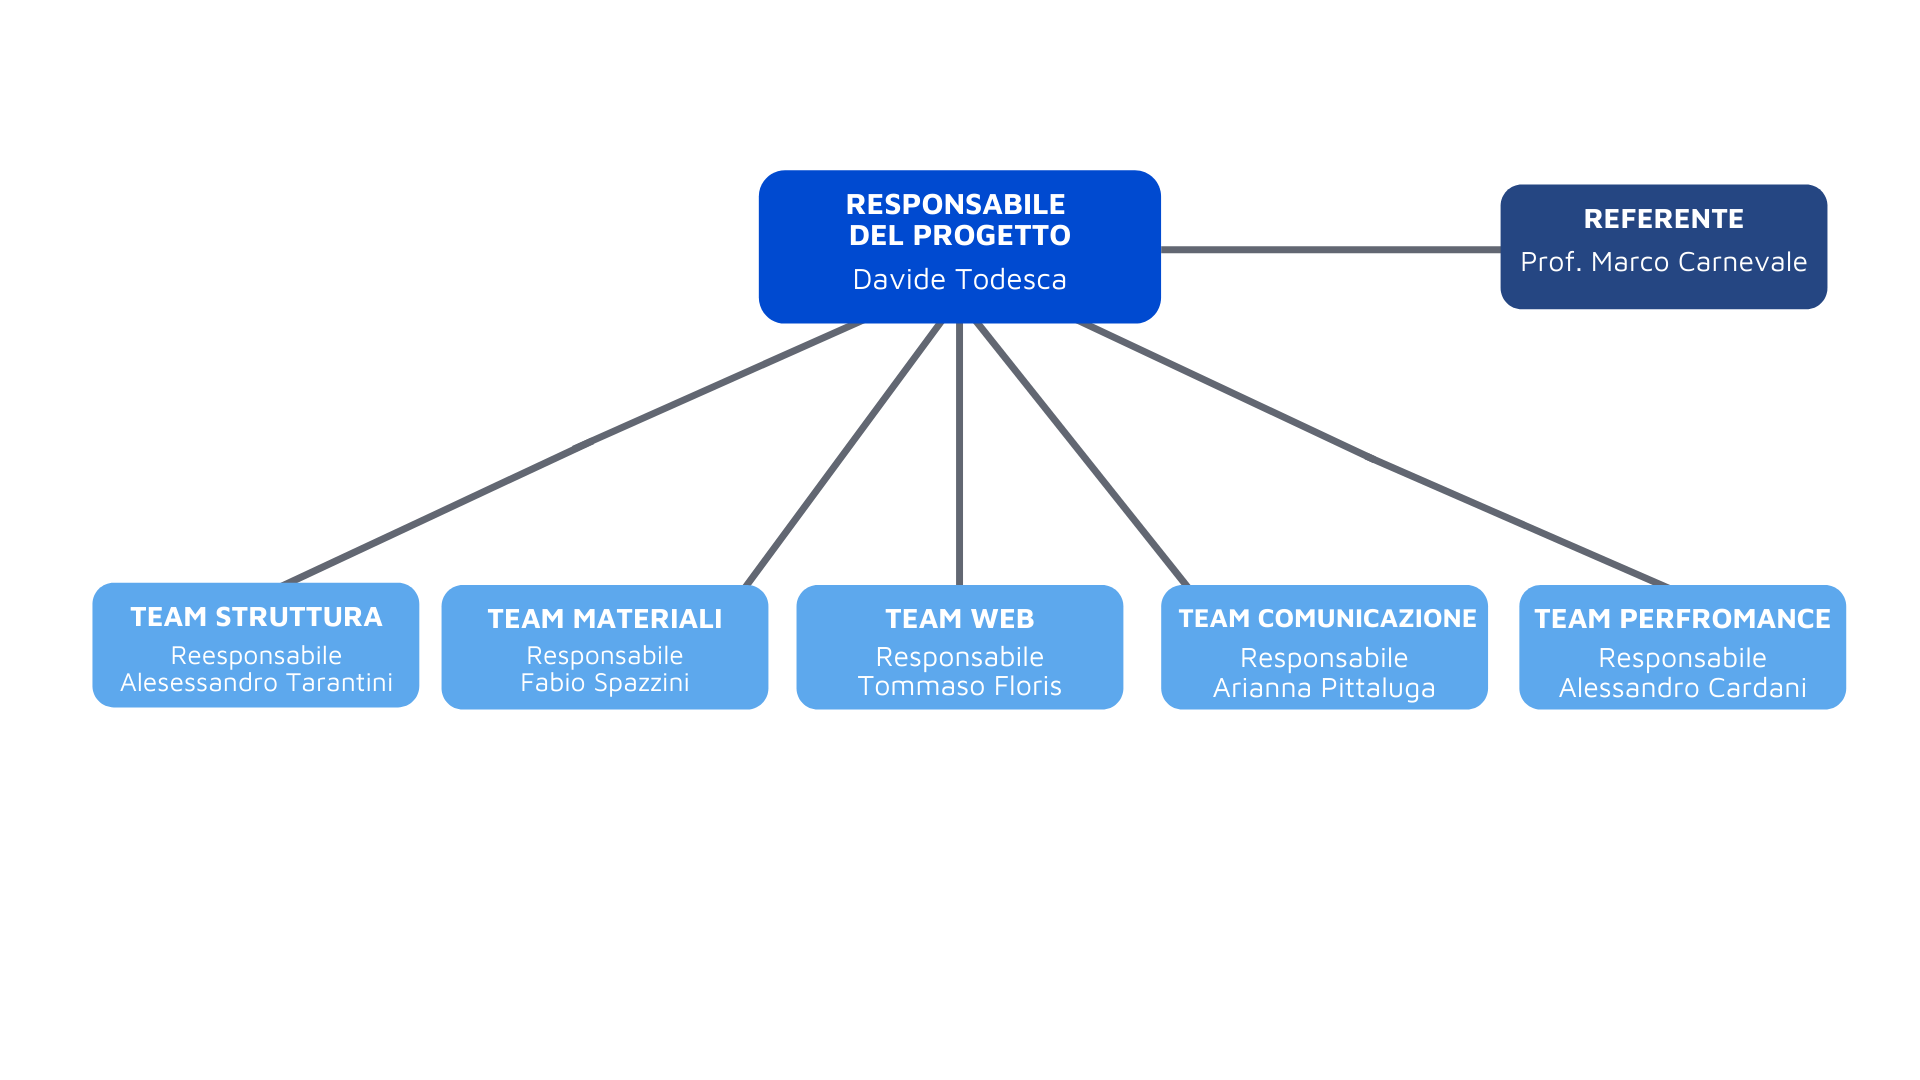 RESPONSABILE
DEL PROGETTO
Davide Todesca
REFERENTE
Prof. Marco Carnevale
TEAM STRUTTURA
Reesponsabile
Alesessandro Tarantini
TEAM MATERIALI
Responsabile
Fabio Spazzini
TEAM WEB
Responsabile
Tommaso Floris
TEAM COMUNICAZIONE
Responsabile
Arianna Pittaluga
TEAM PERFROMANCE
Responsabile
Alessandro Cardani